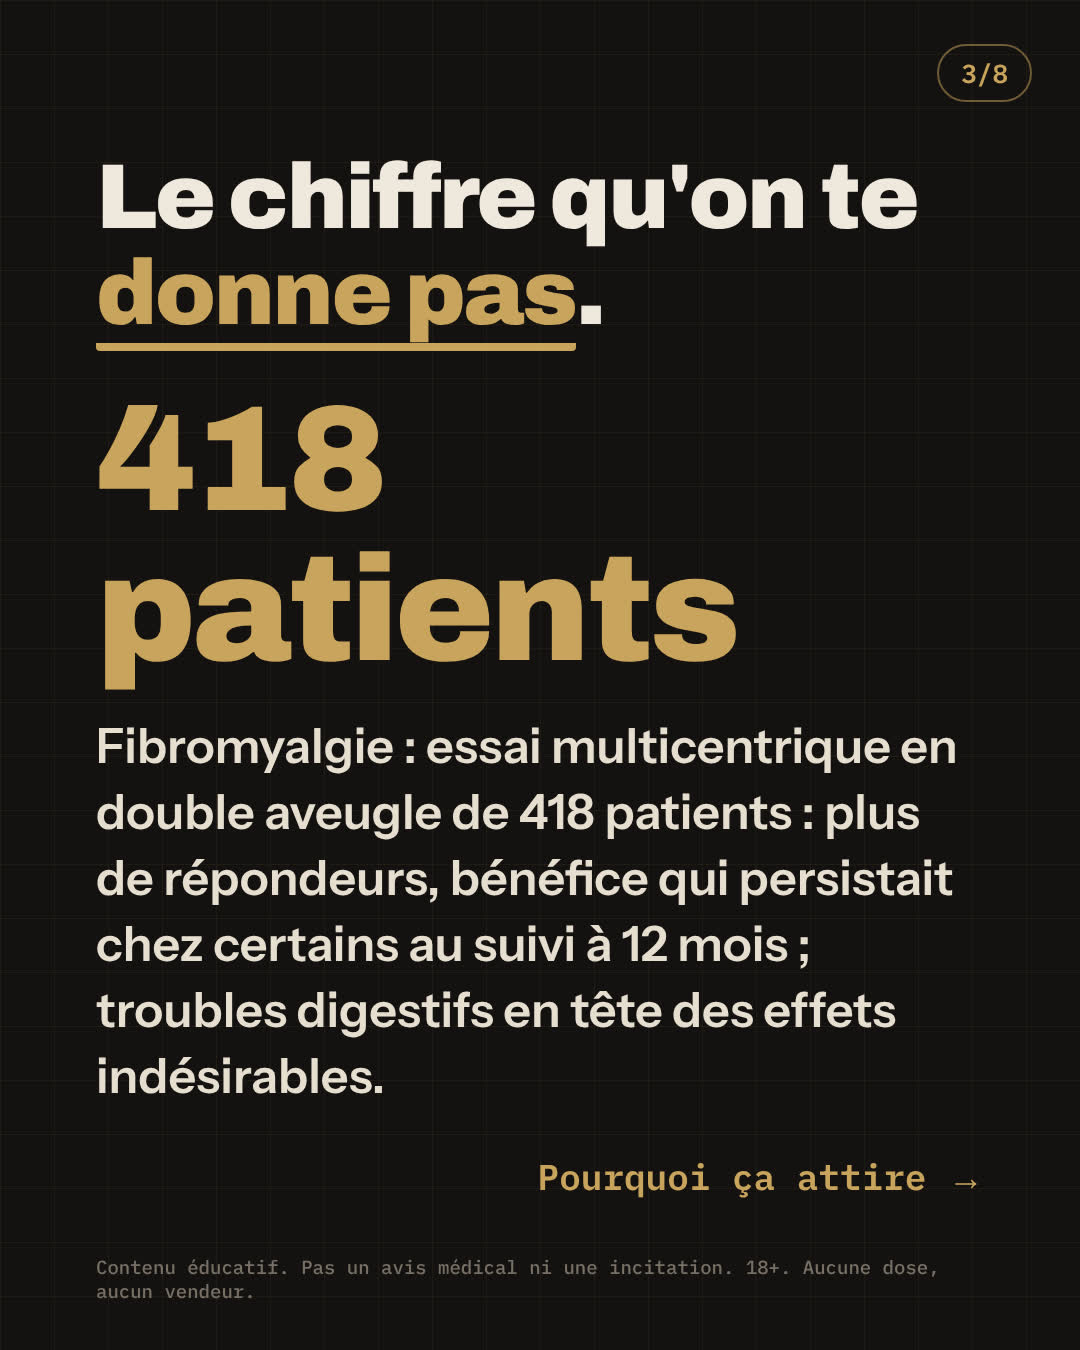 3/8
Le chiffre qu'on te
donne pas.
418
patients
Fibromyalgie : essai multicentrique en
double aveugle de 418 patients : plus
de répondeurs, bénéfice qui persistait
chez certains au suivi à 12 mois ;
troubles digestifs en tête des effets
indésirables.
Pourquoi ça attire →
Contenu éducatif. Pas un avis médical ni une incitation. 18+. Aucune dose,
aucun vendeur.